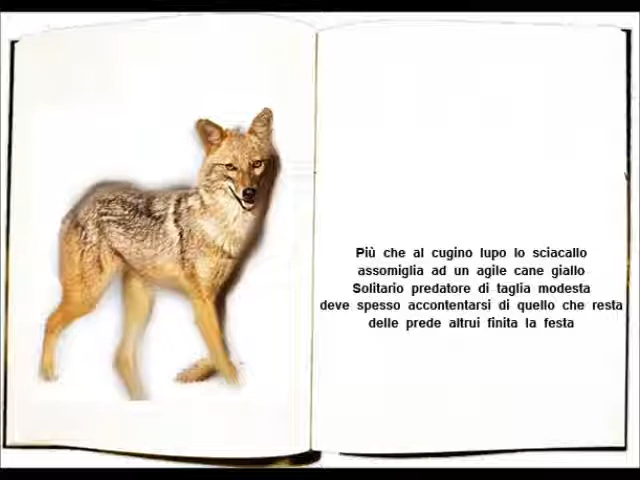 Più che al cugino lupo lo sciacallo
assomiglia ad un agile cane giallo
Solitario predatore di taglia modesta
deve spesso accontentarsi di quello che resta
delle prede altrui finita la festa